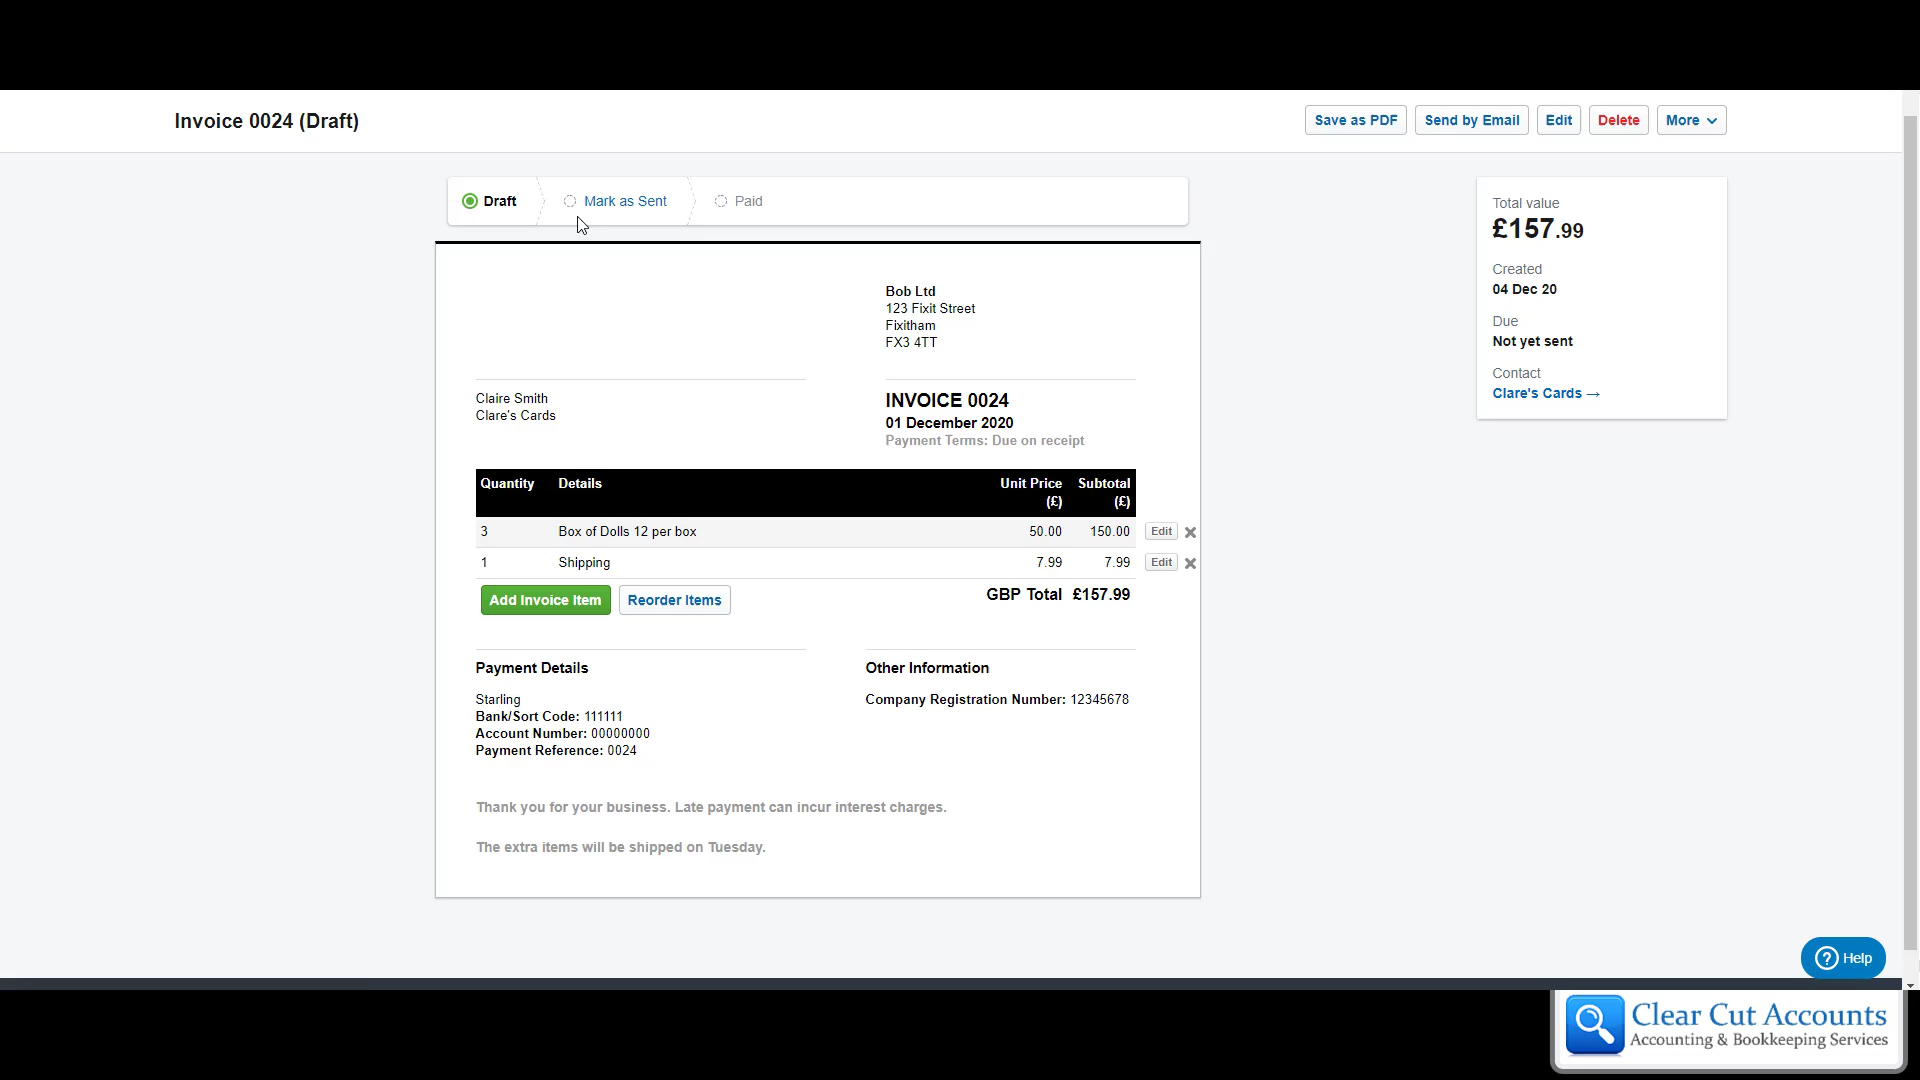 Invoice 0024 (Draft)
Save as PDF
Send by Email
Edit
Delete
More
Draft
Mark as Sent
Paid
Total value
£157.99
Created
04 Dec 20
Due
Not yet sent
Contact
Clare's Cards →
Bob Ltd
123 Fixit Street
Fixitham
FX3 4TT
Claire Smith
Clare's Cards
INVOICE 0024
01 December 2020
Payment Terms: Due on receipt
Quantity Details Unit Price (£) Subtotal (£)
3 Box of Dolls 12 per box 50.00 150.00 Edit
1 Shipping 7.99 7.99 Edit
Add Invoice Item Reorder Items GBP Total £157.99
Payment Details
Starling
Bank/Sort Code: 111111
Account Number: 00000000
Payment Reference: 0024
Other Information
Company Registration Number: 12345678
Thank you for your business. Late payment can incur interest charges.
The extra items will be shipped on Tuesday.
? Help
Clear Cut Accounts
Accounting & Bookkeeping Services